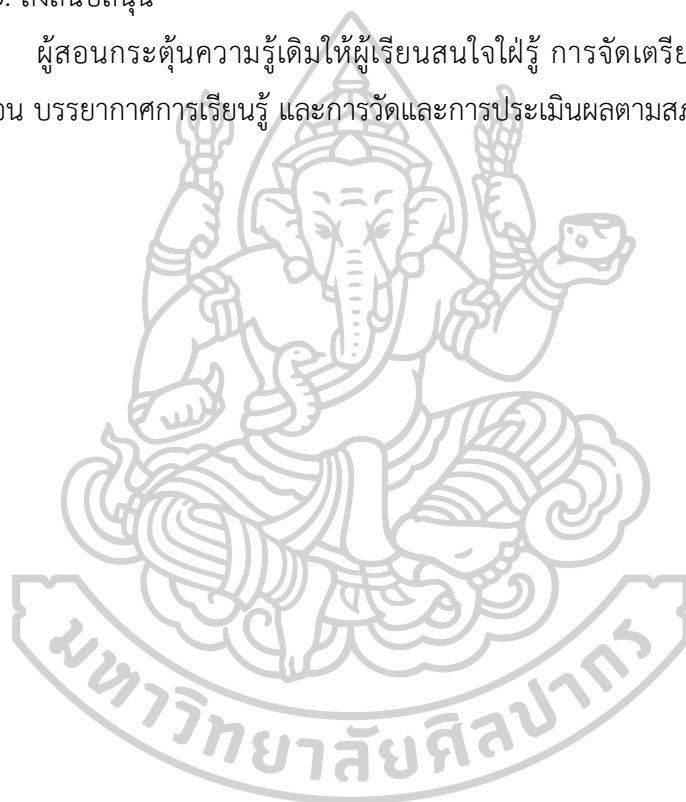 สิ่งสนับสนุน
ผู้สอนกระตุ้นความรู้เดิมให้ผู้เรียนสนใจใฝ่รู้ การจัดเตรีย
บรรยากาศการเรียนรู้ และการวัดและการประเมินผลตามสภ
มหาวิทยาลัยศิลปากร